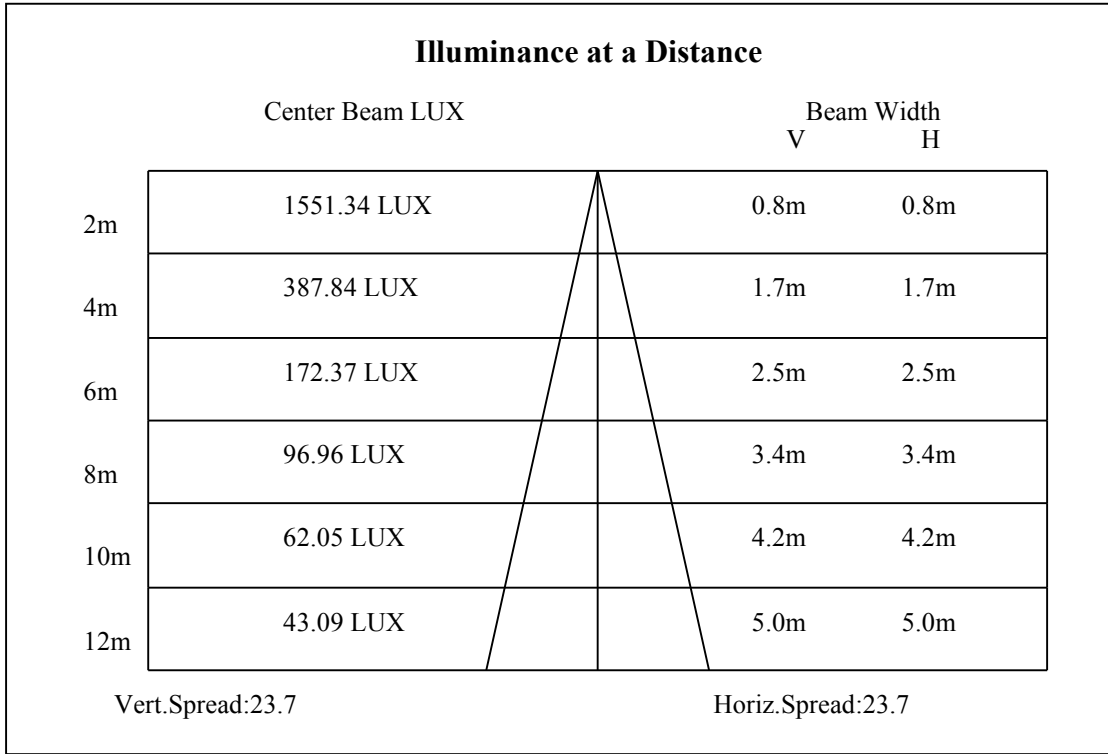 Illuminance at a Distance
Center Beam LUX Beam Width
V H
2m 1551.34 LUX 0.8m 0.8m
4m 387.84 LUX 1.7m 1.7m
6m 172.37 LUX 2.5m 2.5m
8m 96.96 LUX 3.4m 3.4m
10m 62.05 LUX 4.2m 4.2m
12m 43.09 LUX 5.0m 5.0m
Vert.Spread:23.7 Horiz.Spread:23.7